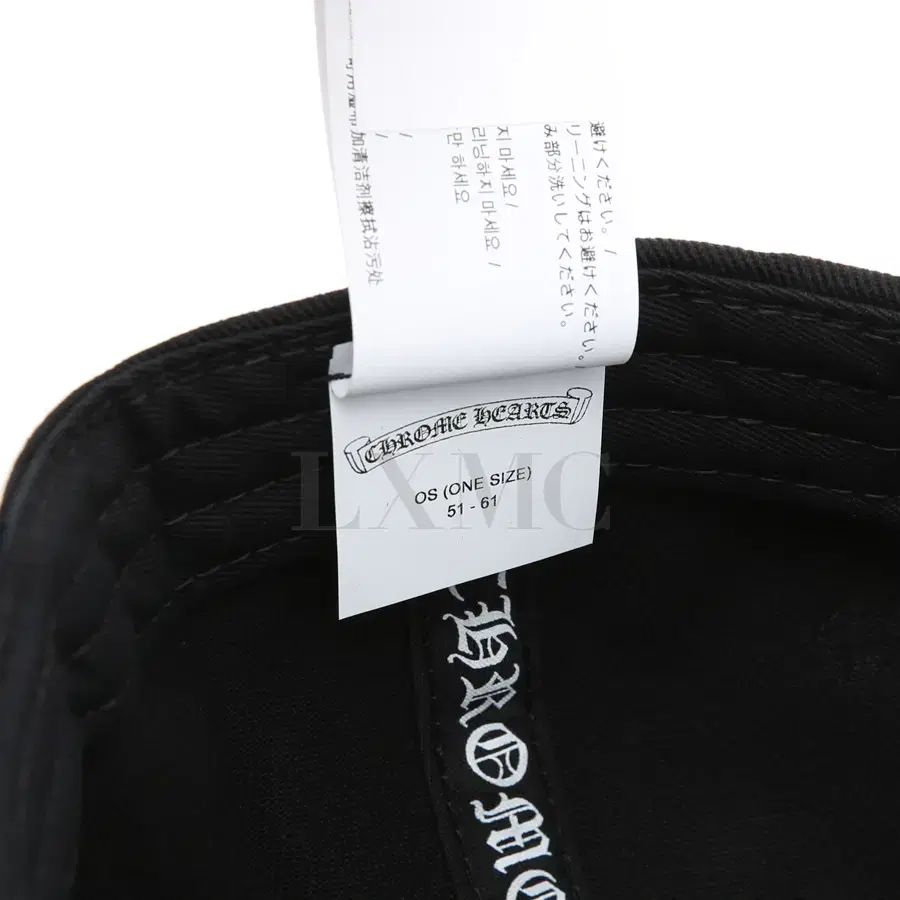 加清洁剂擦拭沾污处
/
/
지 마세요 /
리닝하지 마세요 /
만 하세요
避けください。/
リーニングはお避けください。/
み部分洗いしてください。
CHROME HEARTS
OS (ONE SIZE)
51 - 61
LXMC
CHROME